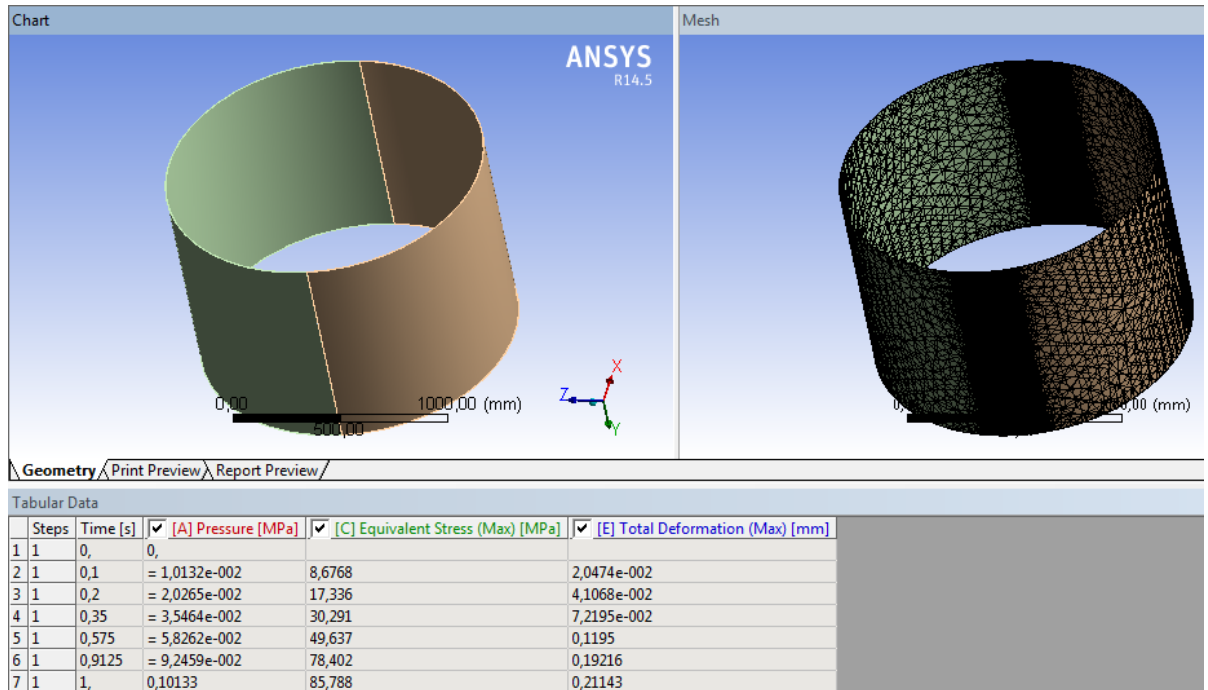 Chart
Mesh
ANSYS
R14.5
X
Z
Y
0,00 1000,00 (mm)
500,00
0, 00,00 (mm)
Geometry Print Preview Report Preview
Tabular Data
Steps Time [s] [A] Pressure [MPa] [C] Equivalent Stress (Max) [MPa] [E] Total Deformation (Max) [mm]
1 1 0, 0,
2 1 0,1 = 1,0132e-002 8,6768 2,0474e-002
3 1 0,2 = 2,0265e-002 17,336 4,1068e-002
4 1 0,35 = 3,5464e-002 30,291 7,2195e-002
5 1 0,575 = 5,8262e-002 49,637 0,1195
6 1 0,9125 = 9,2459e-002 78,402 0,19216
7 1 1, 0,10133 85,788 0,21143